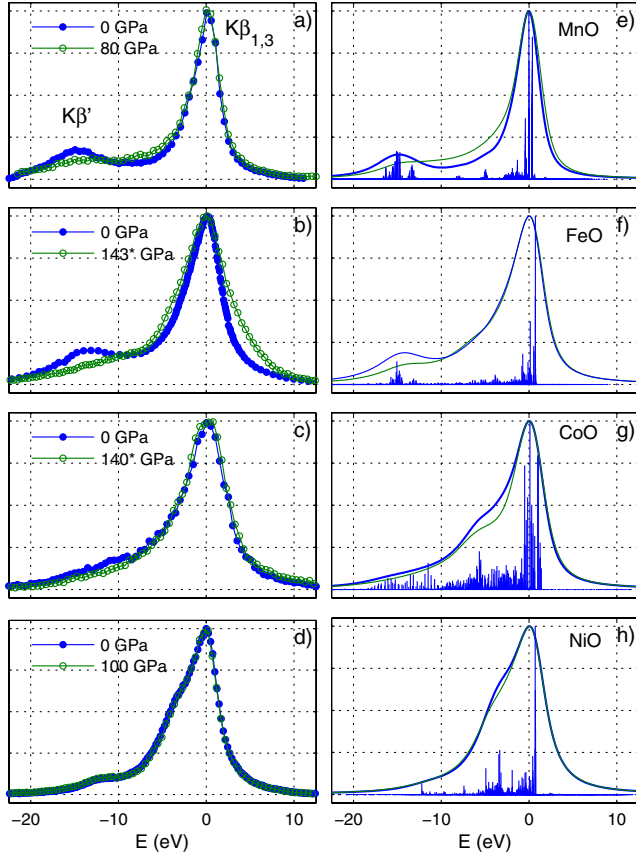 0 GPa
80 GPa
Kβ1,3
a)
Kβ'
e)
MnO
0 GPa
143* GPa
b)
f)
FeO
0 GPa
140* GPa
c)
g)
CoO
0 GPa
100 GPa
d)
h)
NiO
−20 −10 0 10
−20 −10 0 10
E (eV)
E (eV)